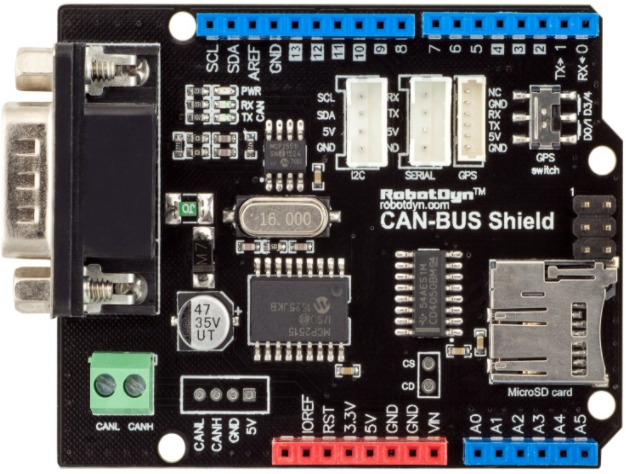 SCL
SDA
AREF
GND
13
12
11
10
9
8
7
6
5
4
3
2
TX→1
RX←0
PWR
RX
TX
CAN
SCL
SDA
5V
GND
I2C
RX
TX
5V
GND
SERIAL
NC
GND
RX
TX
5V
GND
GPS
D0/1 D3/4
GPS
switch
MCP2551
RobotDyn™
robotdyn.com
CAN-BUS Shield
1
16.000
M7
47
35V
UT
MCP2515
CD4050BM
CS
CD
MicroSD card
CANL
CANH
CANL
CANH
GND
5V
IOREF
RST
3.3V
5V
GND
GND
VIN
A0
A1
A2
A3
A4
A5